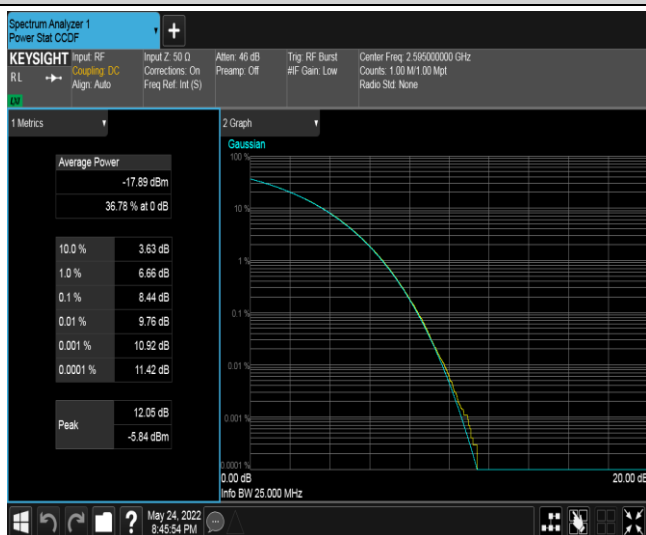 Spectrum Analyzer 1
Power Stat CCDF
KEYSIGHT
RL
Input: RF
Coupling: DC
Align: Auto
Input Z: 50 Ω
Corrections: On
Freq Ref: Int (S)
Atten: 46 dB
Preamp: Off
Trig: RF Burst
#IF Gain: Low
Center Freq: 2.595000000 GHz
Counts: 1.00 M/1.00 Mpt
Radio Std: None
1 Metrics
Average Power
-17.89 dBm
36.78 % at 0 dB
10.0 % 3.63 dB
1.0 % 6.66 dB
0.1 % 8.44 dB
0.01 % 9.76 dB
0.001 % 10.92 dB
0.0001 % 11.42 dB
Peak
12.05 dB
-5.84 dBm
2 Graph
Gaussian
100 %
10 %
1 %
0.1 %
0.01 %
0.001 %
0.0001 %
0.00 dB
20.00 dB
Info BW 25.000 MHz
May 24, 2022
8:45:54 PM